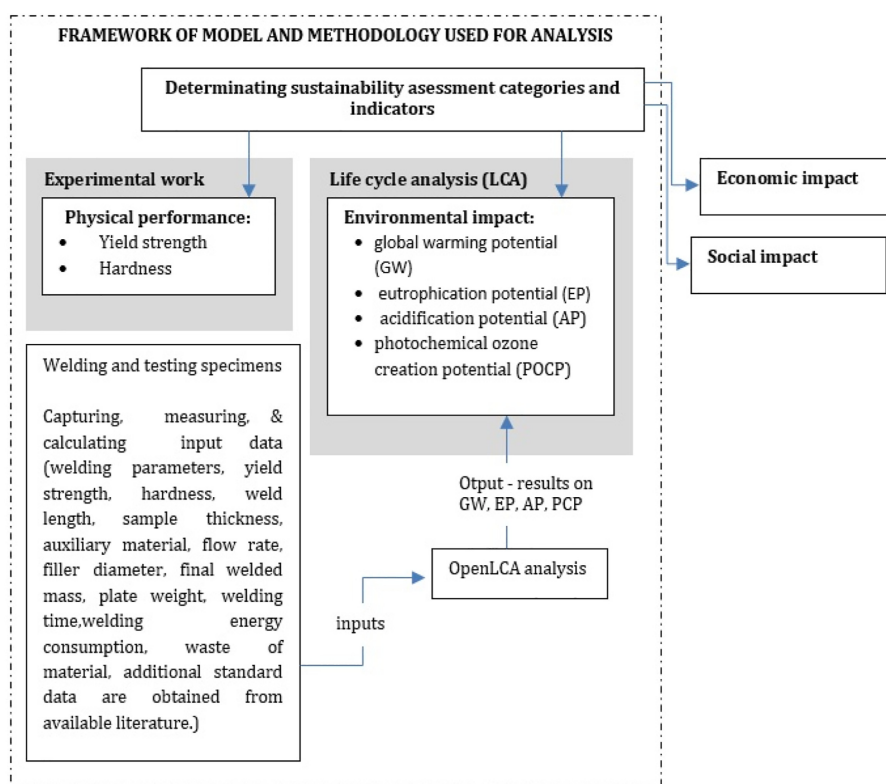 FRAMEWORK OF MODEL AND METHODOLOGY USED FOR ANALYSIS
Determinating sustainability asessment categories and
indicators
Experimental work
Physical performance:
• Yield strength
• Hardness
Life cycle analysis (LCA)
Environmental impact:
• global warming potential
(GW)
• eutrophication potential (EP)
• acidification potential (AP)
• photochemical ozone
creation potential (POCP)
Economic impact
Social impact
Welding and testing specimens
Capturing, measuring, &
calculating input data
(welding parameters, yield
strength, hardness, weld
length, sample thickness,
auxiliary material, flow rate,
filler diameter, final welded
mass, plate weight, welding
time,welding energy
consumption, waste of
material, additional standard
data are obtained from
available literature.)
inputs
OpenLCA analysis
Otput - results on
GW, EP, AP, PCP